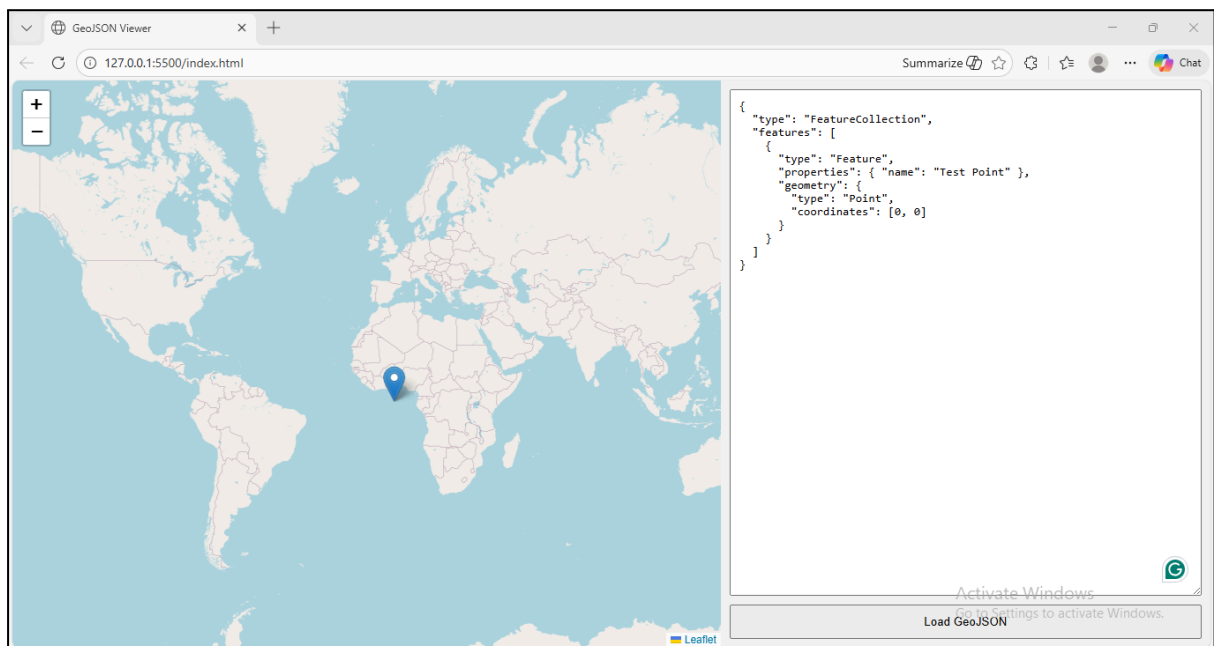 GeoJSON Viewer
127.0.0.1:5500/index.html
Summarize
Chat
+
−
{
  "type": "FeatureCollection",
  "features": [
    {
      "type": "Feature",
      "properties": { "name": "Test Point" },
      "geometry": {
        "type": "Point",
        "coordinates": [0, 0]
      }
    }
  ]
}
Activate Windows
Go to Settings to activate Windows.
Load GeoJSON
Leaflet